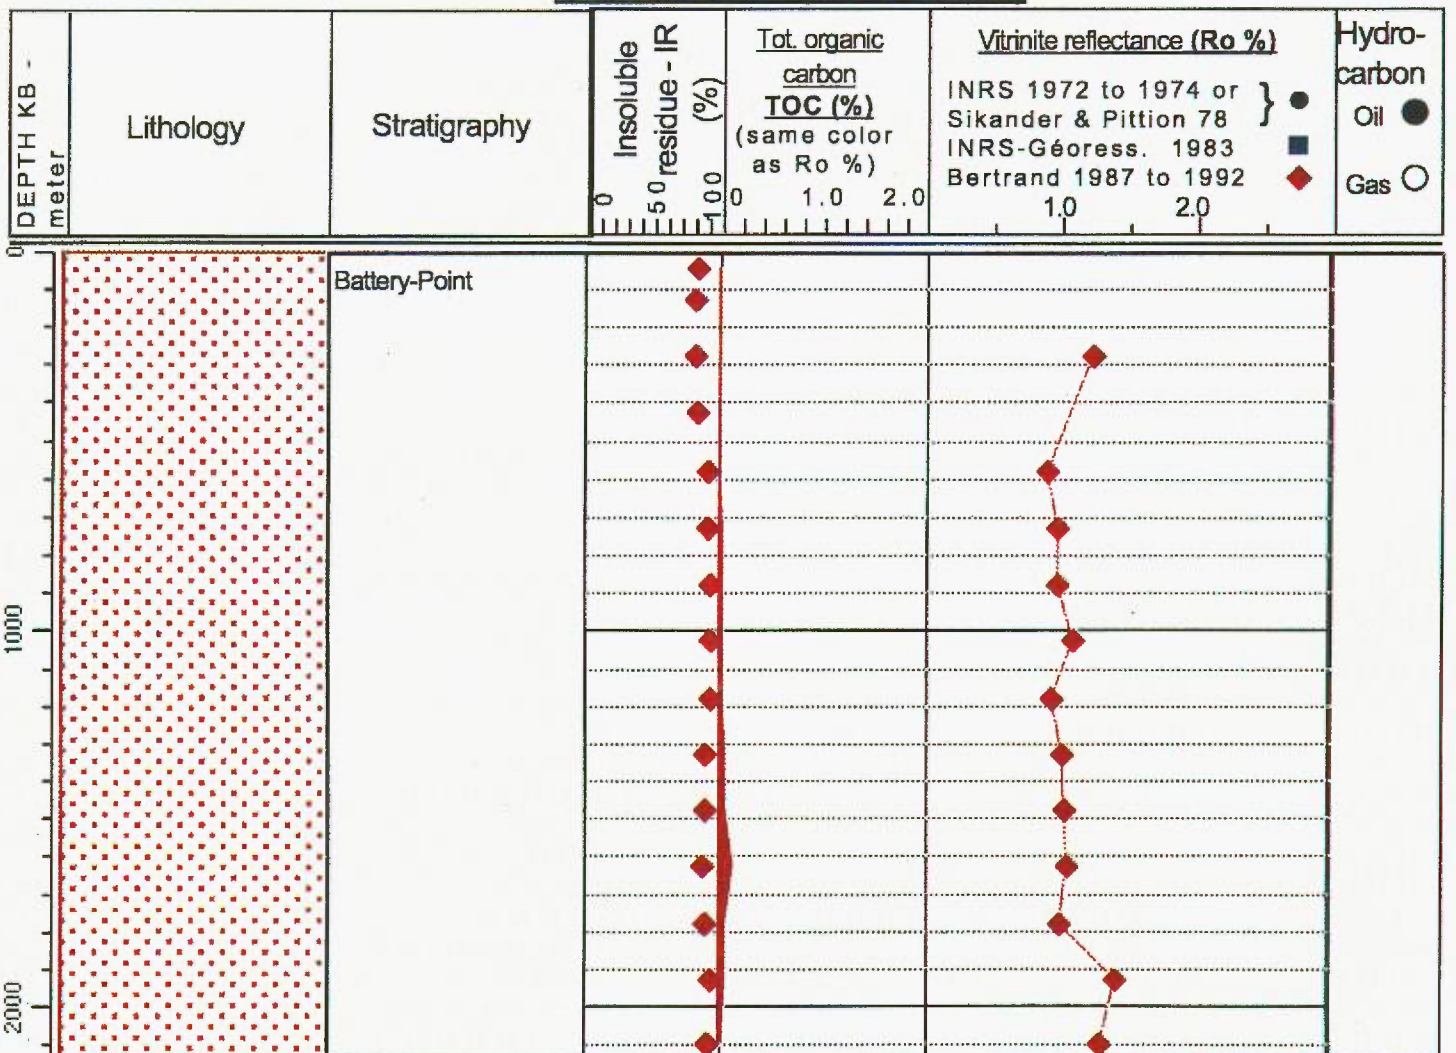 DEPTH KB -
meter
Lithology
Stratigraphy
Insoluble
residue - IR
(%)
0
50
100
Tot. organic
carbon
TOC (%)
(same color
as Ro %)
0 1.0 2.0
Vitrinite reflectance (Ro %)
INRS 1972 to 1974 or
Sikander & Pittion 78
}
INRS-Géoress. 1983
Bertrand 1987 to 1992
1.0 2.0
Hydro-
carbon
Oil
Gas
0
Battery-Point
1000
2000